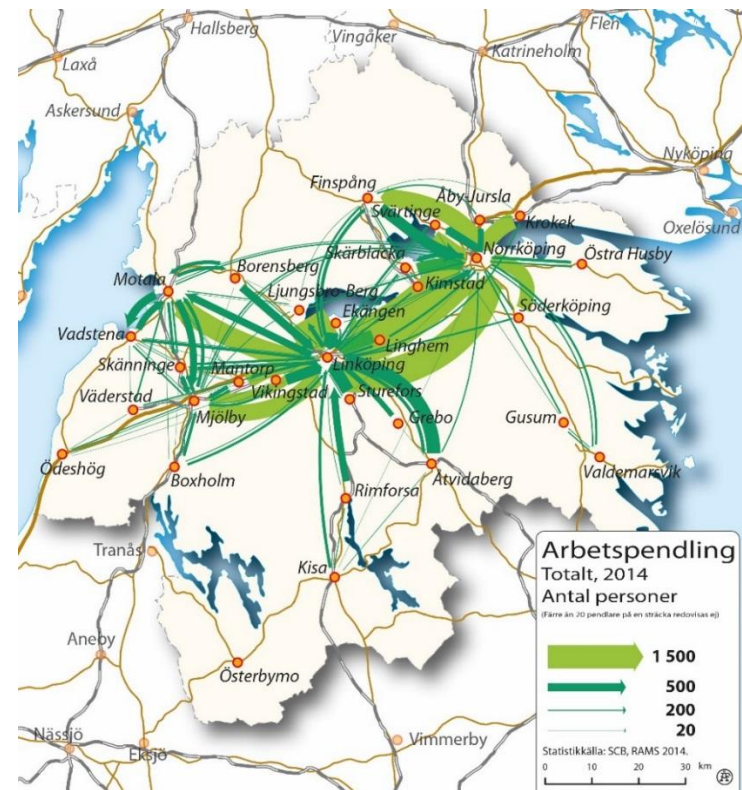 Hallsberg
Vingåker
Flen
Katrineholm
Laxå
Askersund
Nyköping
Oxelösund
Finspång
Åby-Jursla
Svärtinge
Krokek
Skärblacka
Norrköping
Östra Husby
Motala
Borensberg
Kimstad
Ljungsbro-Berg
Ekängen
Söderköping
Vadstena
Linghem
Skänninge
Mantorp
Linköping
Vikingstad
Sturefors
Väderstad
Mjölby
Grebo
Gusum
Ödeshög
Boxholm
Åtvidaberg
Valdemarsvik
Rimforsa
Tranås
Kisa
Aneby
Österbymo
Nässjö
Eksjö
Vimmerby
Arbetspendling
Totalt, 2014
Antal personer
(Färre än 20 pendlare på en sträcka redovisas ej)
1 500
500
200
20
Statistikkälla: SCB, RAMS 2014.
0 10 20 30 km